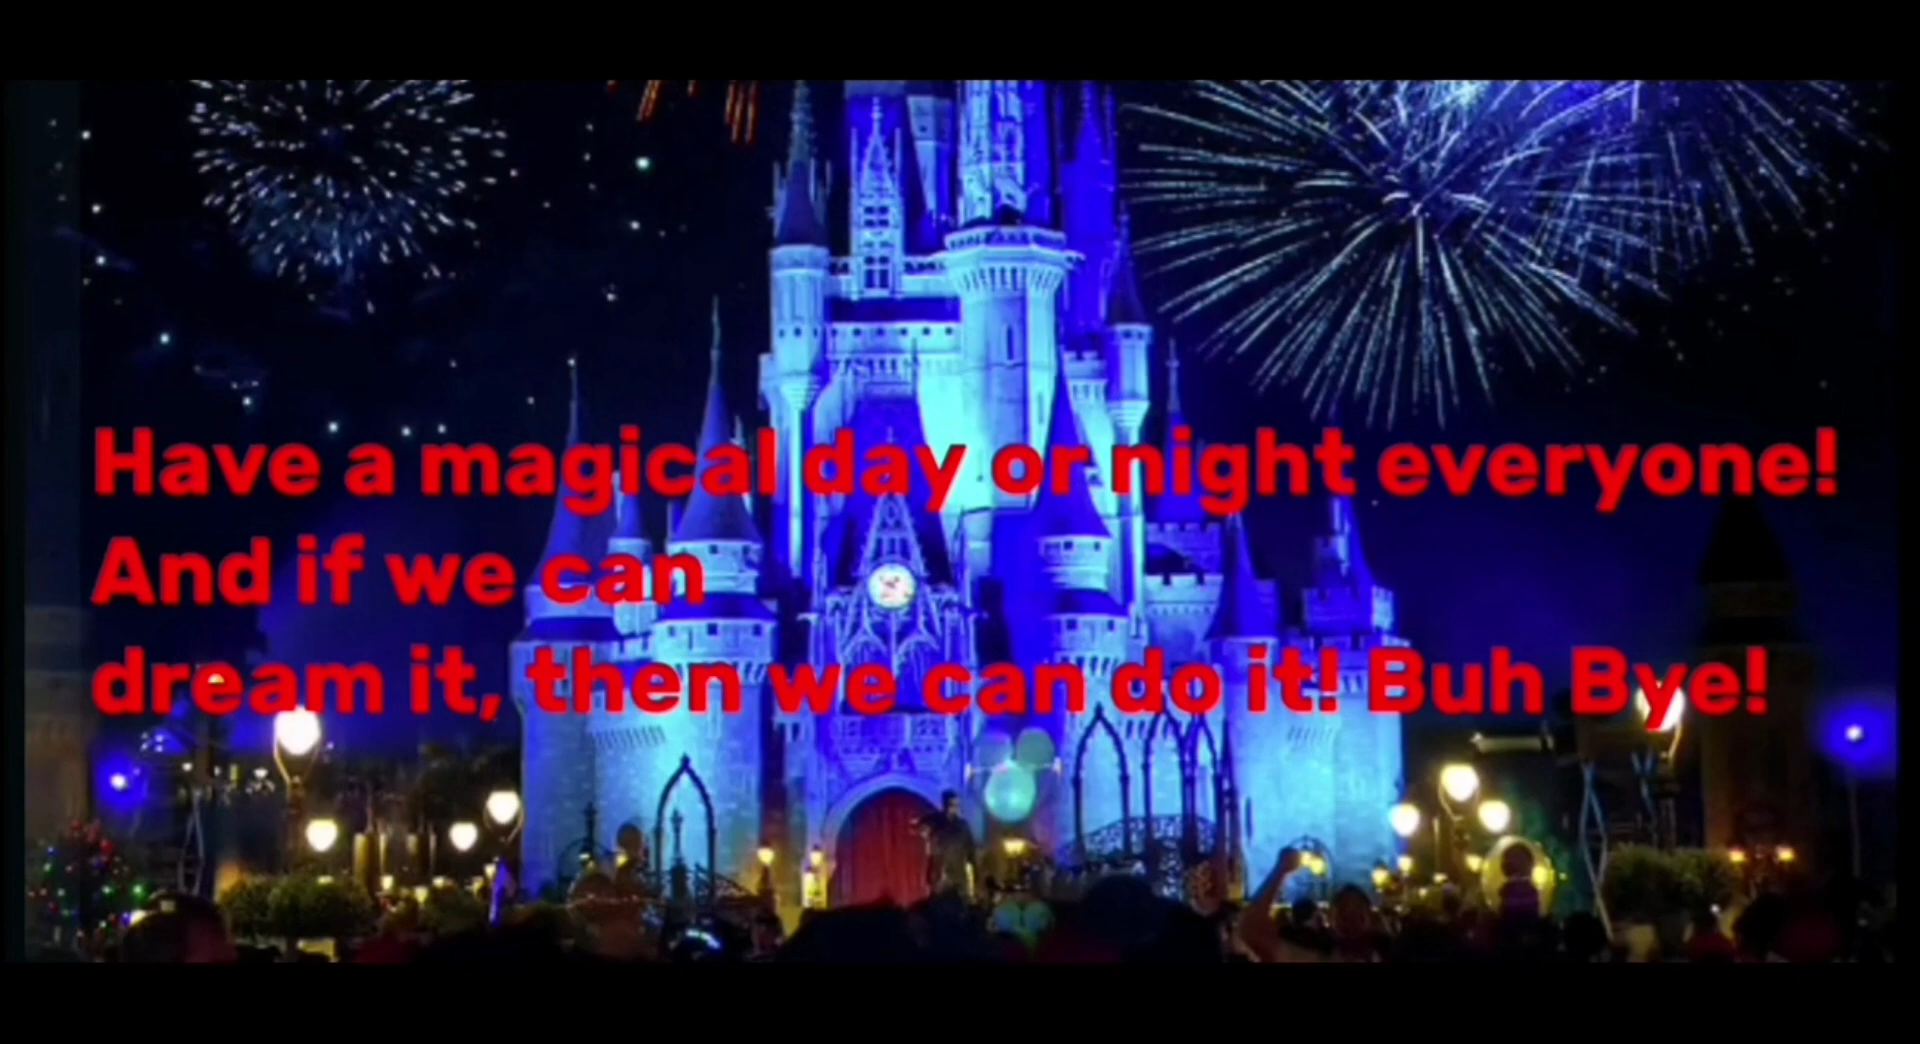 Have a magical day or night everyone!
And if we can
dream it, then we can do it! Buh Bye!